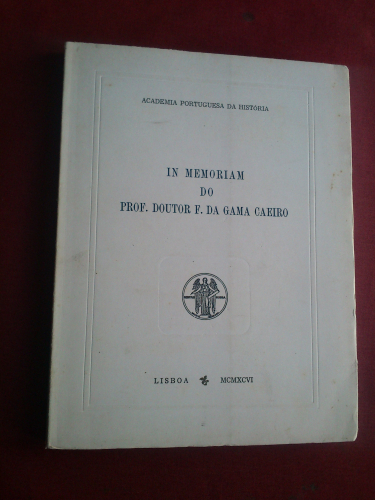 ACADEMIA PORTUGUESA DA HISTÓRIA
IN MEMORIAM
DO
PROF. DOUTOR F. DA GAMA CAEIRO
LISBOA MCMXCVI